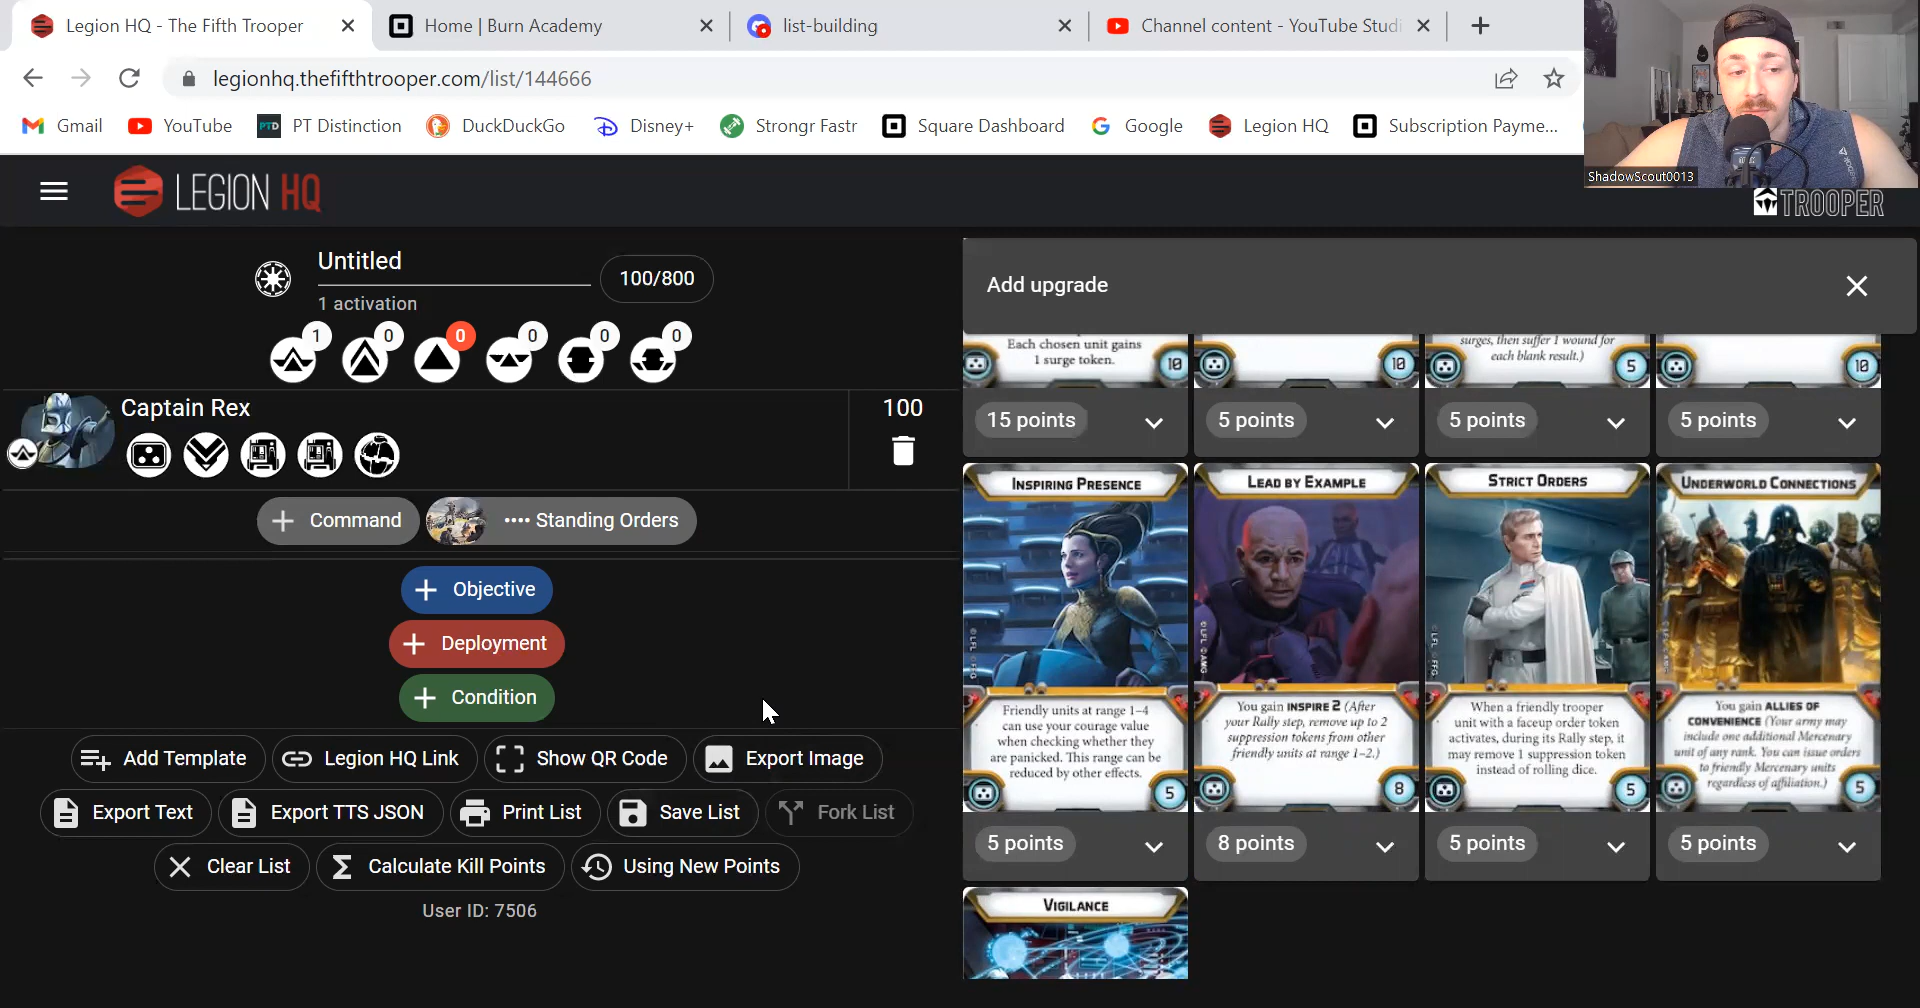 Legion HQ - The Fifth Trooper
Home | Burn Academy
list-building
Channel content - YouTube Studi
legionhq.thefifthtrooper.com/list/144666
Gmail
YouTube
PT Distinction
DuckDuckGo
Disney+
Strongr Fastr
Square Dashboard
Google
Legion HQ
Subscription Payme...
ShadowScout0013
LEGION HQ
TROOPER
Untitled
100/800
1 activation
1
0
0
0
0
0
Captain Rex
100
Command
•••• Standing Orders
Objective
Deployment
Condition
Add Template
Legion HQ Link
Show QR Code
Export Image
Export Text
Export TTS JSON
Print List
Save List
Fork List
Clear List
Calculate Kill Points
Using New Points
User ID: 7506
Add upgrade
Each chosen unit gains
1 surge token.
10
15 points
10
5 points
surges, then suffer 1 wound for
each blank result.)
5
5 points
10
5 points
INSPIRING PRESENCE
Friendly units at range 1–4
can use your courage value
when checking whether they
are panicked. This range can be
reduced by other effects.
5
5 points
LEAD BY EXAMPLE
You gain INSPIRE 2 (After
your Rally step, remove up to 2
suppression tokens from other
friendly units at range 1–2.)
8
8 points
STRICT ORDERS
When a friendly trooper
unit with a faceup order token
activates, during its Rally step, it
may remove 1 suppression token
instead of rolling dice.
5
5 points
UNDERWORLD CONNECTIONS
You gain ALLIES OF
CONVENIENCE (Your army may
include one additional Mercenary
unit of any rank. You can issue orders
to friendly Mercenary units
regardless of affiliation.)
5
5 points
VIGILANCE